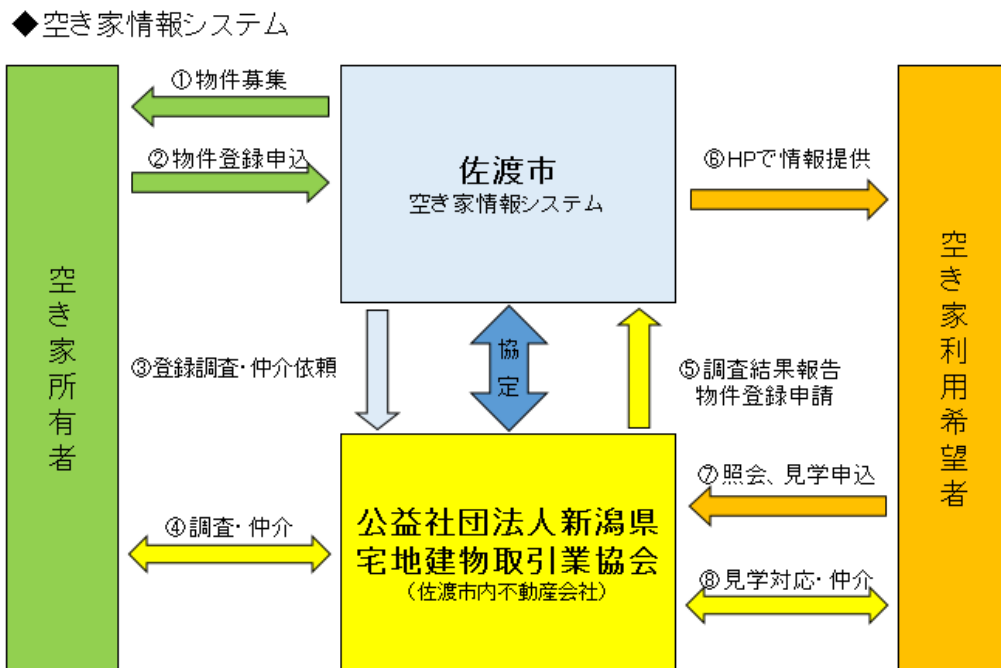 ◆空き家情報システム
①物件募集
②物件登録申込
佐渡市
空き家情報システム
⑥HPで情報提供
空き家所有者
空き家利用希望者
③登録調査・仲介依頼
協定
⑤調査結果報告
物件登録申請
④調査・仲介
公益社団法人新潟県
宅地建物取引業協会
(佐渡市内不動産会社)
⑦照会、見学申込
⑧見学対応・仲介